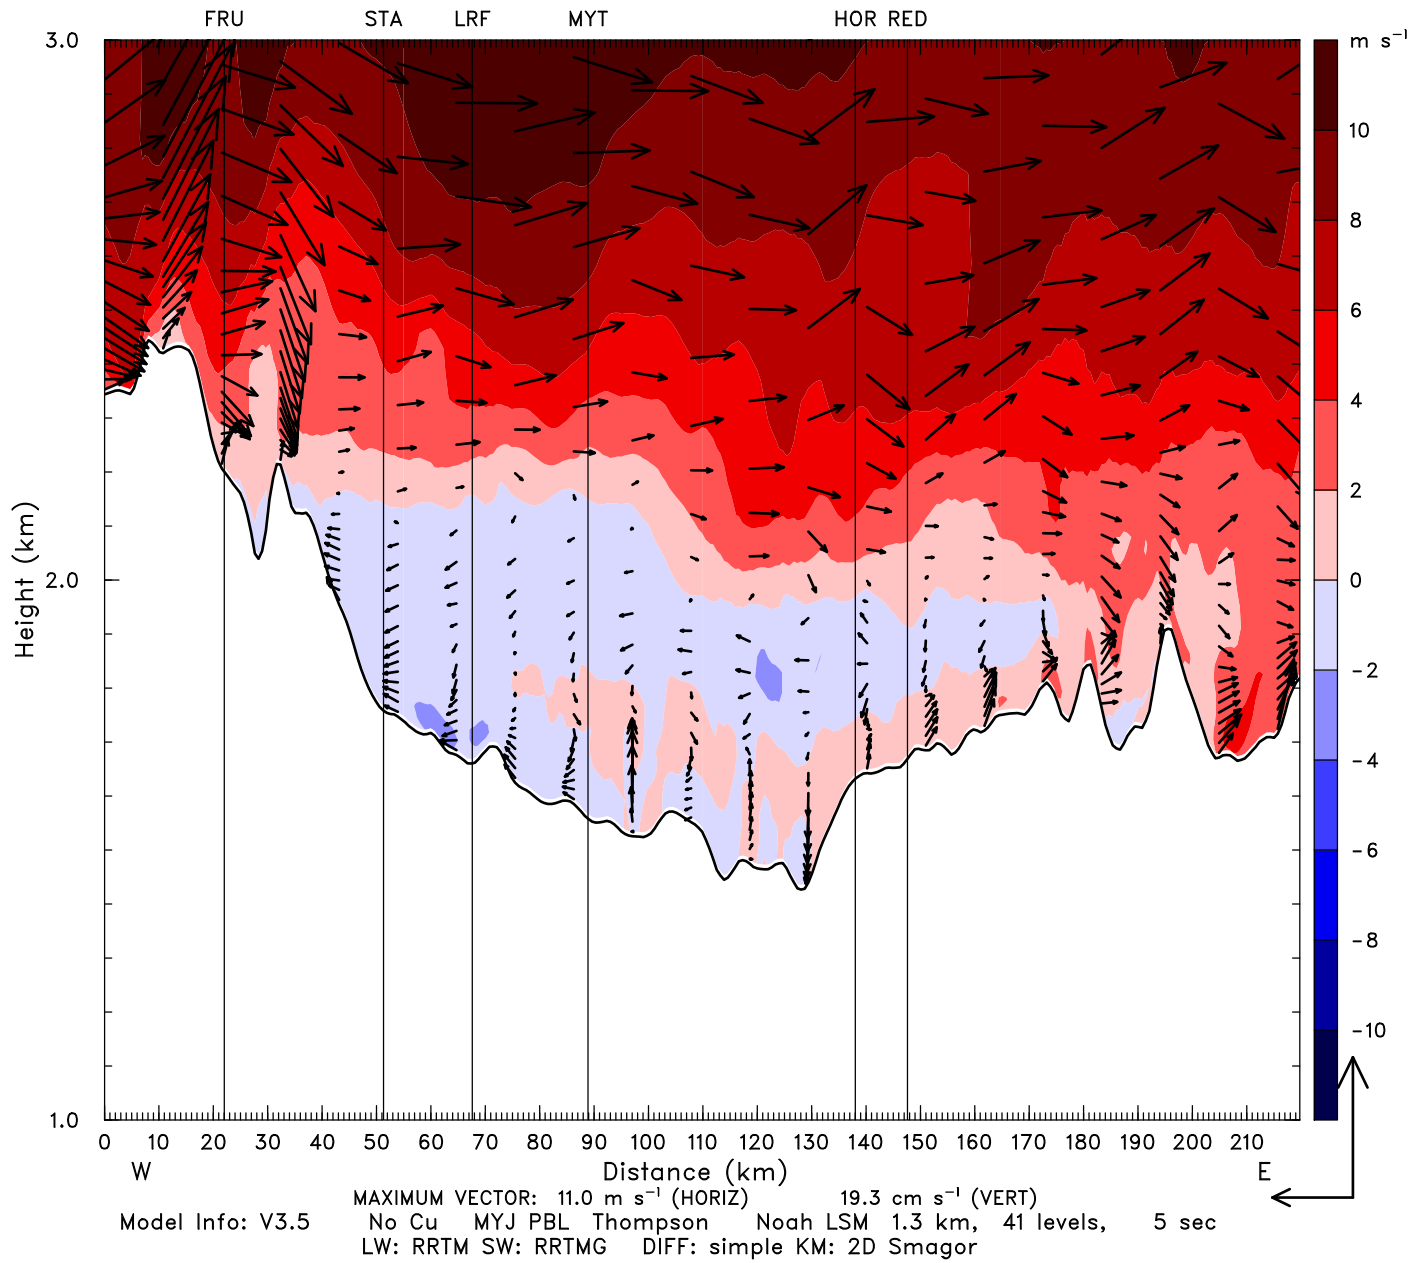 FRU STA LRF MYT HOR RED
3.0
m s⁻¹
10
8
6
4
2
2.0
0
Height (km)
-2
-4
-6
-8
-10
1.0
0 10 20 30 40 50 60 70 80 90 100 110 120 130 140 150 160 170 180 190 200 210
W Distance (km) E
MAXIMUM VECTOR: 11.0 m s⁻¹ (HORIZ) 19.3 cm s⁻¹ (VERT)
Model Info: V3.5 No Cu MYJ PBL Thompson Noah LSM 1.3 km, 41 levels, 5 sec
LW: RRTM SW: RRTMG DIFF: simple KM: 2D Smagor